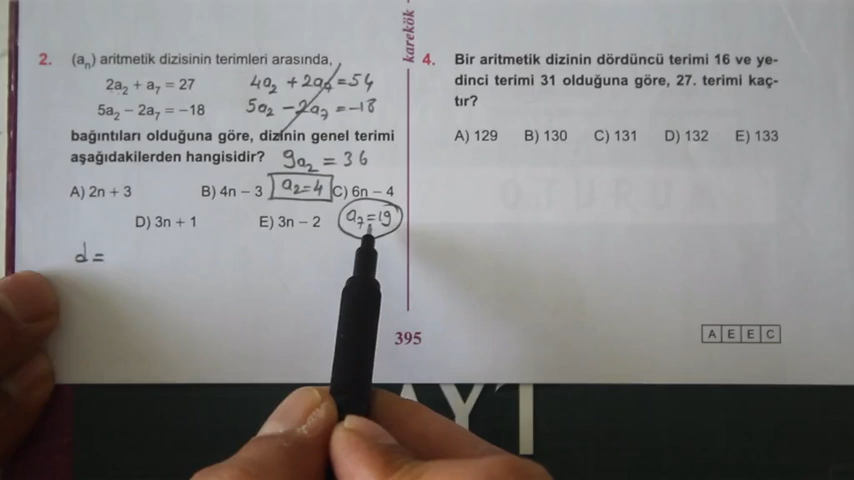 2. (aₙ) aritmetik dizisinin terimleri arasında,
2a₂ + a₇ = 27
5a₂ − 2a₇ = −18
4a₂ + 2a₇ = 54
5a₂ − 2a₇ = −18
bağıntıları olduğuna göre, dizinin genel terimi
aşağıdakilerden hangisidir?
9a₂ = 36
A) 2n + 3 B) 4n − 3 a₂=4 C) 6n − 4
D) 3n + 1 E) 3n − 2 a₇=19
d=
karekök
395
4. Bir aritmetik dizinin dördüncü terimi 16 ve ye-
dinci terimi 31 olduğuna göre, 27. terimi kaç-
tır?
A) 129 B) 130 C) 131 D) 132 E) 133
A E E C
AYT